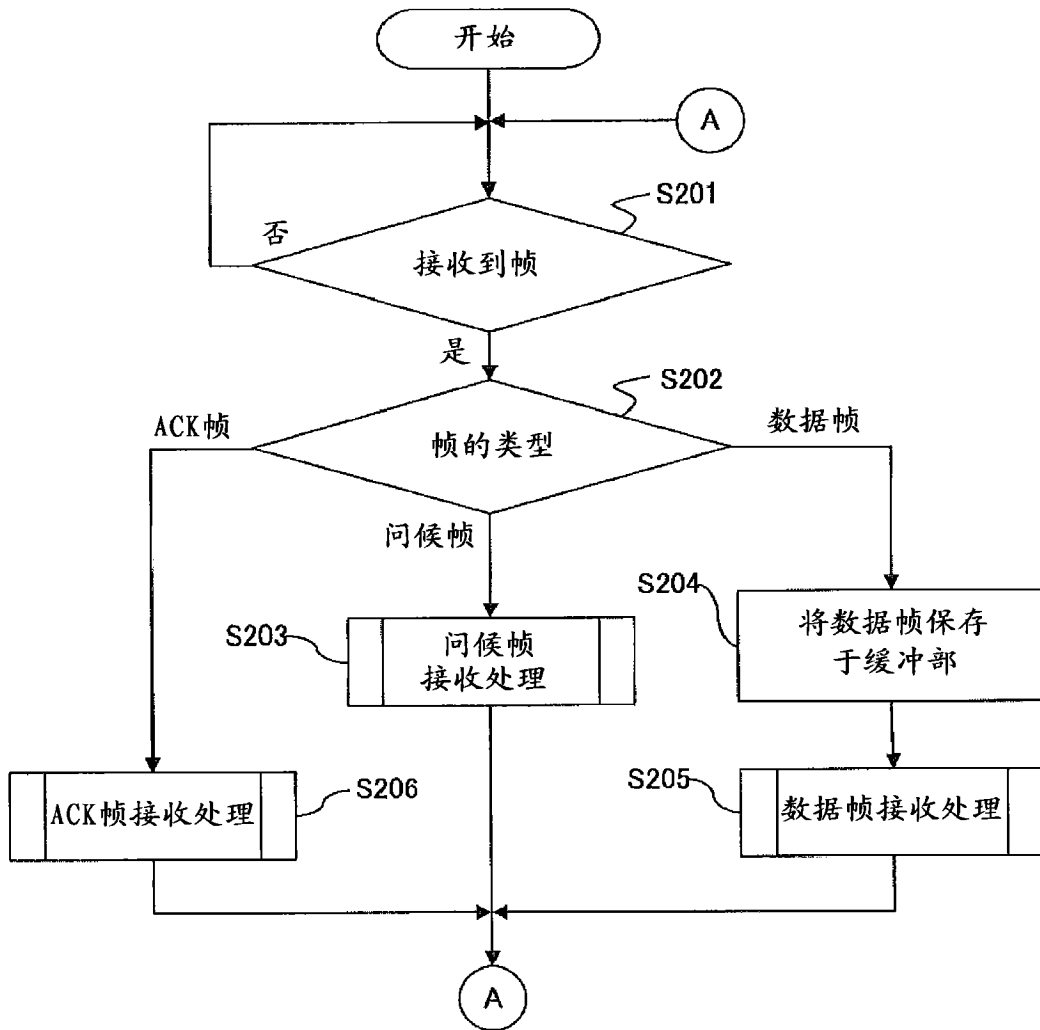 开始
A
S201
否
接收到帧
是
S202
ACK帧
数据帧
帧的类型
问候帧
S204
S203
问候帧
接收处理
将数据帧保存
于缓冲部
S206
S205
ACK帧接收处理
数据帧接收处理
A